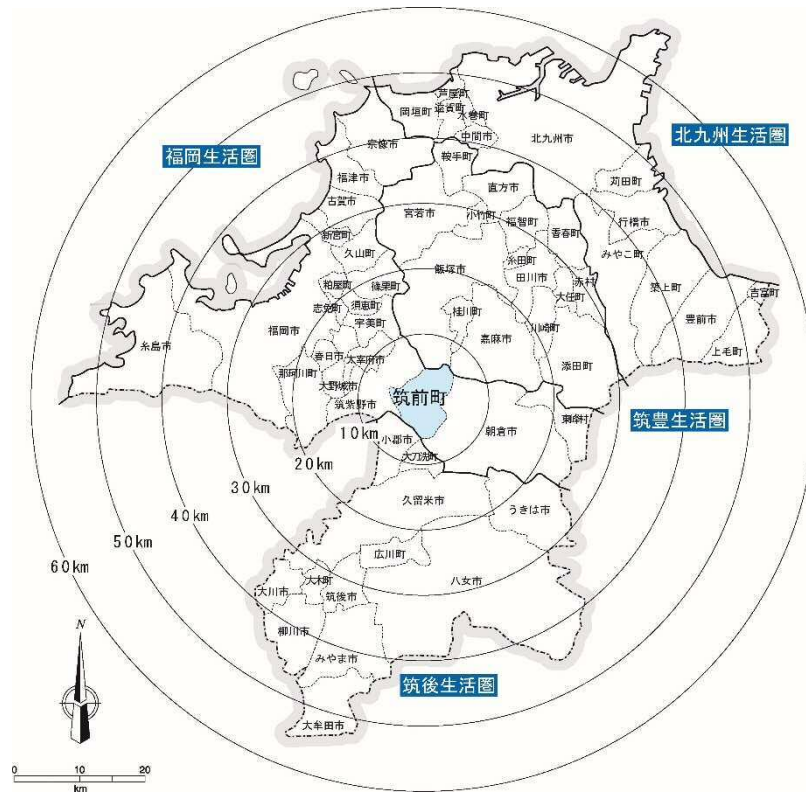 芦屋町
岡垣町
遠賀町
水巻町
中間市
北九州市
北九州生活圏
宗像市
福岡生活圏
鞍手町
福津市
直方市
苅田町
古賀市
宮若市
小竹町
福智町
行橋市
香春町
新宮町
久山町
みやこ町
糸田町
飯塚市
田川市
赤村
粕屋町
篠栗町
築上町
大任町
吉富町
志免町
須恵町
桂川町
豊前市
宇美町
川崎町
福岡市
嘉麻市
糸島市
上毛町
春日市
太宰府市
添田町
那珂川町
大野城市
筑前町
筑紫野市
東峰村
筑豊生活圏
朝倉市
10km
小郡市
大刀洗町
20km
30km
久留米市
うきは市
40km
50km
広川町
60km
大木町
八女市
大川市
筑後市
柳川市
みやま市
筑後生活圏
大牟田市
N
0 10 20
km